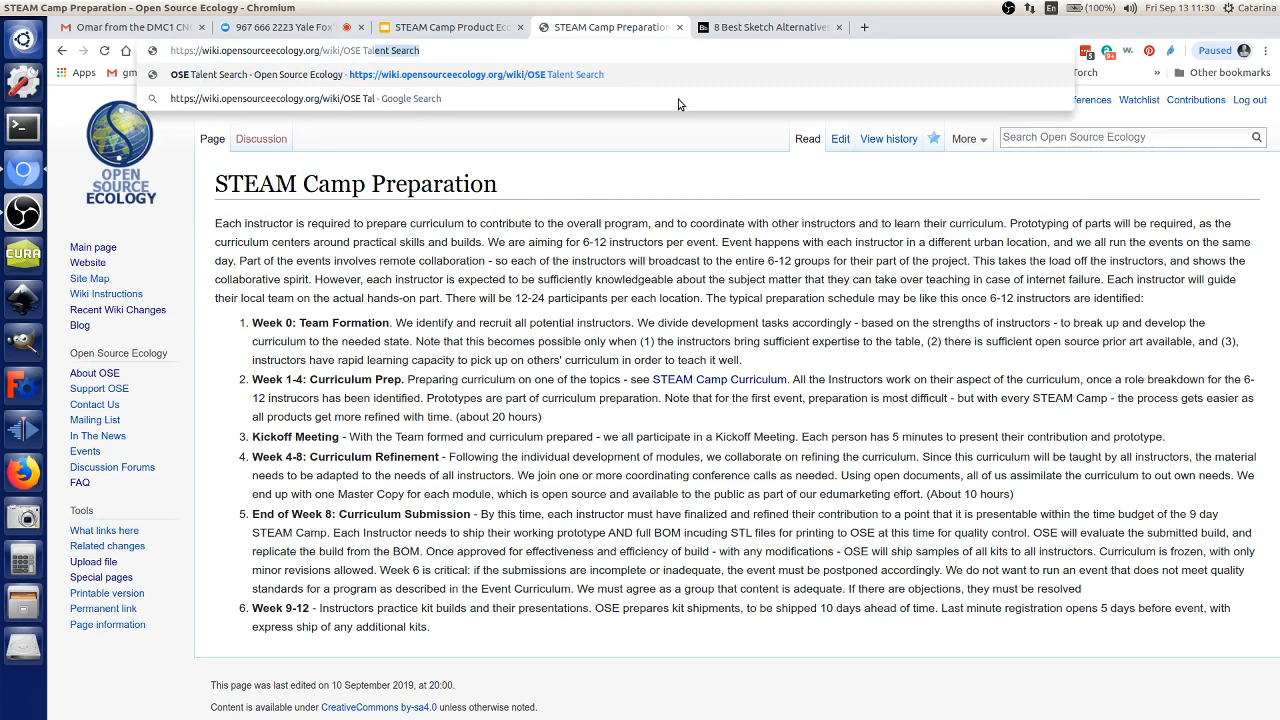 STEAM Camp Preparation - Open Source Ecology - Chromium
En (100%) Fri Sep 13 11:30 Catarina
Omar from the DMC1 CNC × 967 666 2223 Yale Fox' × STEAM Camp Product Ec × STEAM Camp Preparation × 8 Best Sketch Alternatives ×
https://wiki.opensourceecology.org/wiki/OSE Talent Search
5 9+ w. Paused
Apps gm
Torch » Other bookmarks
OSE Talent Search - Open Source Ecology - https://wiki.opensourceecology.org/wiki/OSE Talent Search
https://wiki.opensourceecology.org/wiki/OSE Tal - Google Search
ferences Watchlist Contributions Log out
OPEN
SOURCE
ECOLOGY
Page Discussion Read Edit View history More Search Open Source Ecology
Main page
Website
Site Map
Wiki Instructions
Recent Wiki Changes
Blog
Open Source Ecology
About OSE
Support OSE
Contact Us
Mailing List
In The News
Events
Discussion Forums
FAQ
Tools
What links here
Related changes
Upload file
Special pages
Printable version
Permanent link
Page information
STEAM Camp Preparation
Each instructor is required to prepare curriculum to contribute to the overall program, and to coordinate with other instructors and to learn their curriculum. Prototyping of parts will be required, as the
curriculum centers around practical skills and builds. We are aiming for 6-12 instructors per event. Event happens with each instructor in a different urban location, and we all run the events on the same
day. Part of the events involves remote collaboration - so each of the instructors will broadcast to the entire 6-12 groups for their part of the project. This takes the load off the instructors, and shows the
collaborative spirit. However, each instructor is expected to be sufficiently knowledgeable about the subject matter that they can take over teaching in case of internet failure. Each instructor will guide
their local team on the actual hands-on part. There will be 12-24 participants per each location. The typical preparation schedule may be like this once 6-12 instructors are identified:
1. Week 0: Team Formation. We identify and recruit all potential instructors. We divide development tasks accordingly - based on the strengths of instructors - to break up and develop the
curriculum to the needed state. Note that this becomes possible only when (1) the instructors bring sufficient expertise to the table, (2) there is sufficient open source prior art available, and (3),
instructors have rapid learning capacity to pick up on others' curriculum in order to teach it well.
2. Week 1-4: Curriculum Prep. Preparing curriculum on one of the topics - see STEAM Camp Curriculum. All the Instructors work on their aspect of the curriculum, once a role breakdown for the 6-
12 instrucors has been identified. Prototypes are part of curriculum preparation. Note that for the first event, preparation is most difficult - but with every STEAM Camp - the process gets easier as
all products get more refined with time. (about 20 hours)
3. Kickoff Meeting - With the Team formed and curriculum prepared - we all participate in a Kickoff Meeting. Each person has 5 minutes to present their contribution and prototype.
4. Week 4-8: Curriculum Refinement - Following the individual development of modules, we collaborate on refining the curriculum. Since this curriculum will be taught by all instructors, the material
needs to be adapted to the needs of all instructors. We join one or more coordinating conference calls as needed. Using open documents, all of us assimilate the curriculum to out own needs. We
end up with one Master Copy for each module, which is open source and available to the public as part of our edumarketing effort. (About 10 hours)
5. End of Week 8: Curriculum Submission - By this time, each instructor must have finalized and refined their contribution to a point that it is presentable within the time budget of the 9 day
STEAM Camp. Each Instructor needs to ship their working prototype AND full BOM incuding STL files for printing to OSE at this time for quality control. OSE will evaluate the submitted build, and
replicate the build from the BOM. Once approved for effectiveness and efficiency of build - with any modifications - OSE will ship samples of all kits to all instructors. Curriculum is frozen, with only
minor revisions allowed. Week 6 is critical: if the submissions are incomplete or inadequate, the event must be postponed accordingly. We do not want to run an event that does not meet quality
standards for a program as described in the Event Curriculum. We must agree as a group that content is adequate. If there are objections, they must be resolved
6. Week 9-12 - Instructors practice kit builds and their presentations. OSE prepares kit shipments, to be shipped 10 days ahead of time. Last minute registration opens 5 days before event, with
express ship of any additional kits.
This page was last edited on 10 September 2019, at 20:00.
Content is available under CreativeCommons by-sa4.0 unless otherwise noted.
CURA